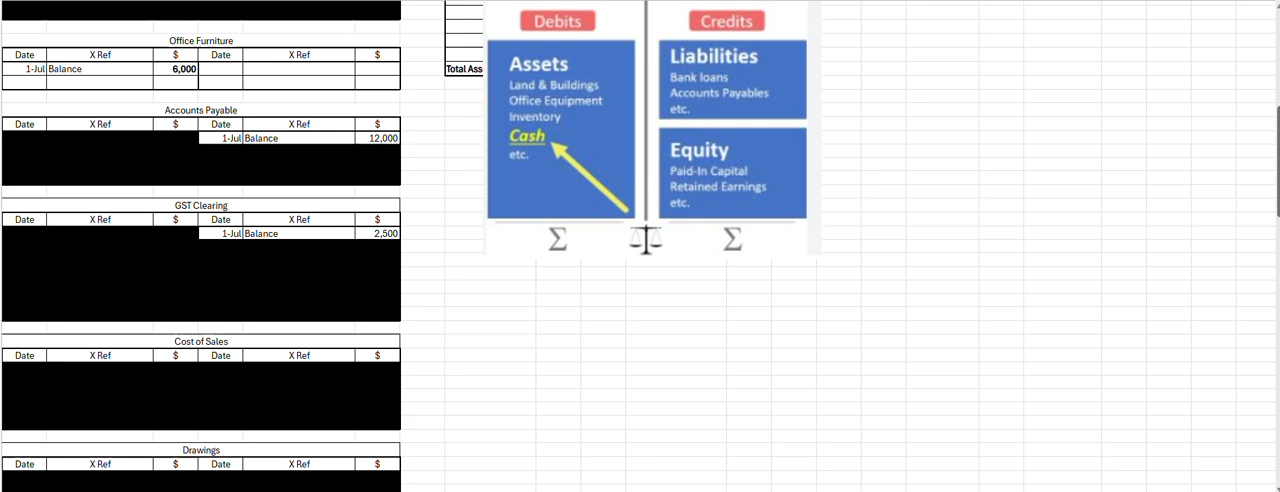 Office Furniture
Date X Ref $ Date X Ref $
1-Jul Balance 6,000
Accounts Payable
Date X Ref $ Date X Ref $
1-Jul Balance 12,000
GST Clearing
Date X Ref $ Date X Ref $
1-Jul Balance 2,500
Cost of Sales
Date X Ref $ Date X Ref $
Drawings
Date X Ref $ Date X Ref $
Total Ass
Debits
Assets
Land & Buildings
Office Equipment
Inventory
Cash
etc.
Σ
Credits
Liabilities
Bank loans
Accounts Payables
etc.
Equity
Paid-In Capital
Retained Earnings
etc.
Σ